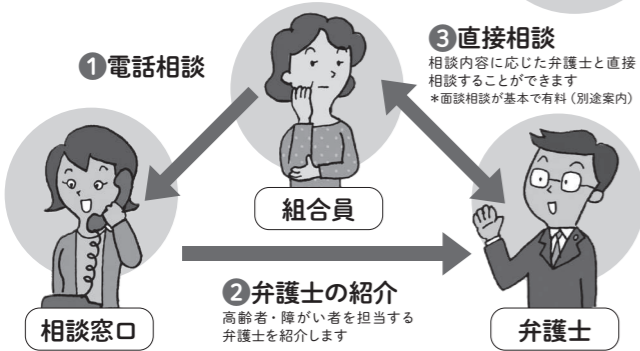 ❶電話相談
組合員
相談窓口
❷弁護士の紹介
高齢者・障がい者を担当する
弁護士を紹介します
❸直接相談
相談内容に応じた弁護士と直接
相談することができます
＊面談相談が基本で有料（別途案内）
弁護士